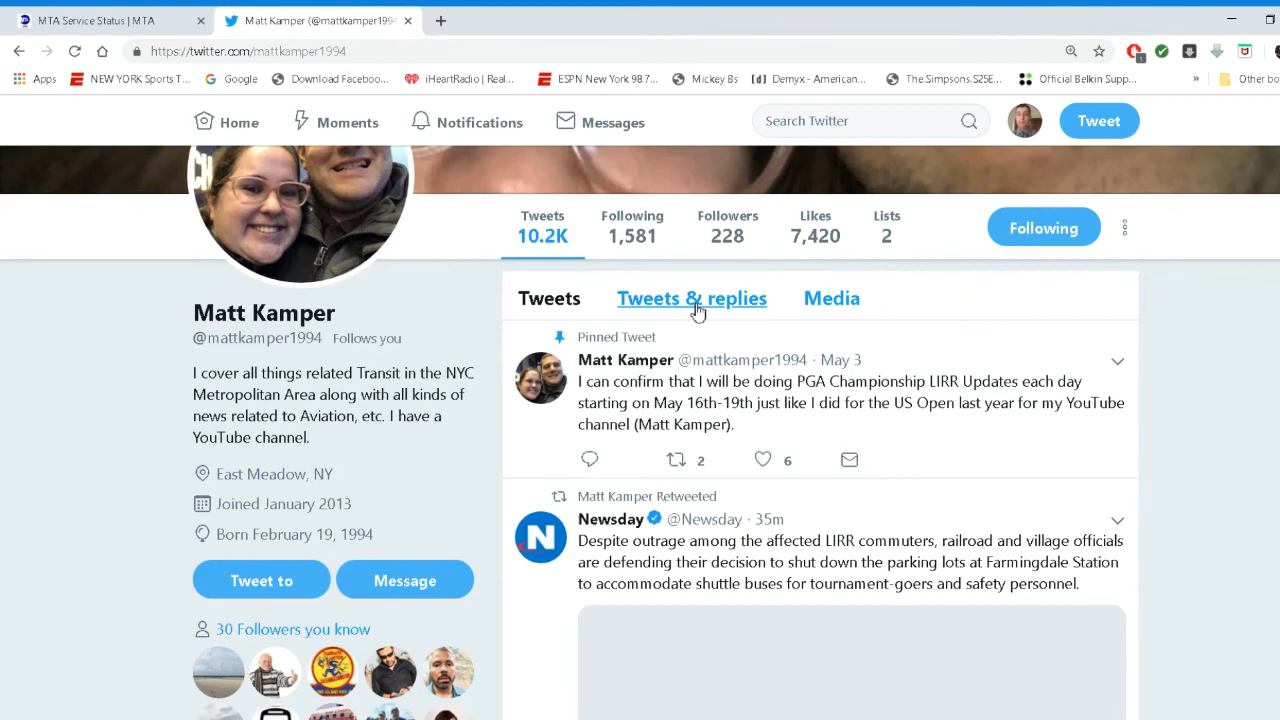 MTA Service Status | MTA
Matt Kamper (@mattkamper199
https://twitter.com/mattkamper1994
Apps
NEW YORK Sports T...
Google
Download Faceboo...
iHeartRadio | Real...
ESPN New York 98.7...
Mickey Bs
[d] Demyx - American...
The.Simpsons.S25E...
Official Belkin Supp...
»
Other bo
Home
Moments
Notifications
Messages
Search Twitter
Tweet
Tweets
10.2K
Following
1,581
Followers
228
Likes
7,420
Lists
2
Following
Matt Kamper
@mattkamper1994 Follows you
I cover all things related Transit in the NYC
Metropolitan Area along with all kinds of
news related to Aviation, etc. I have a
YouTube channel.
East Meadow, NY
Joined January 2013
Born February 19, 1994
Tweet to
Message
30 Followers you know
Tweets
Tweets & replies
Media
Pinned Tweet
Matt Kamper @mattkamper1994 · May 3
I can confirm that I will be doing PGA Championship LIRR Updates each day
starting on May 16th-19th just like I did for the US Open last year for my YouTube
channel (Matt Kamper).
2
6
Matt Kamper Retweeted
Newsday @Newsday · 35m
Despite outrage among the affected LIRR commuters, railroad and village officials
are defending their decision to shut down the parking lots at Farmingdale Station
to accommodate shuttle buses for tournament-goers and safety personnel.
N